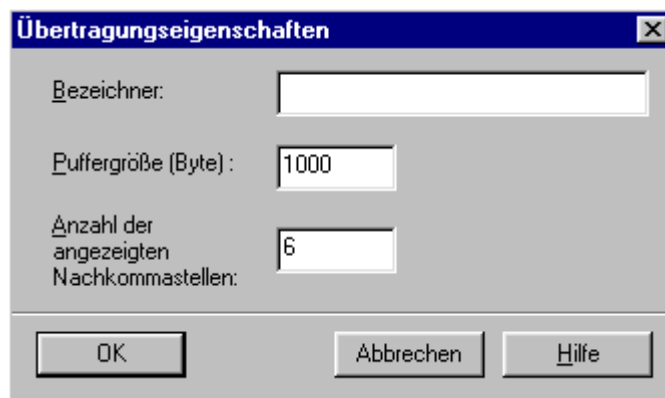 Übertragungseigenschaften
Bezeichner:
Puffergröße (Byte) : 1000
Anzahl der
angezeigten
Nachkommastellen: 6
OK Abbrechen Hilfe